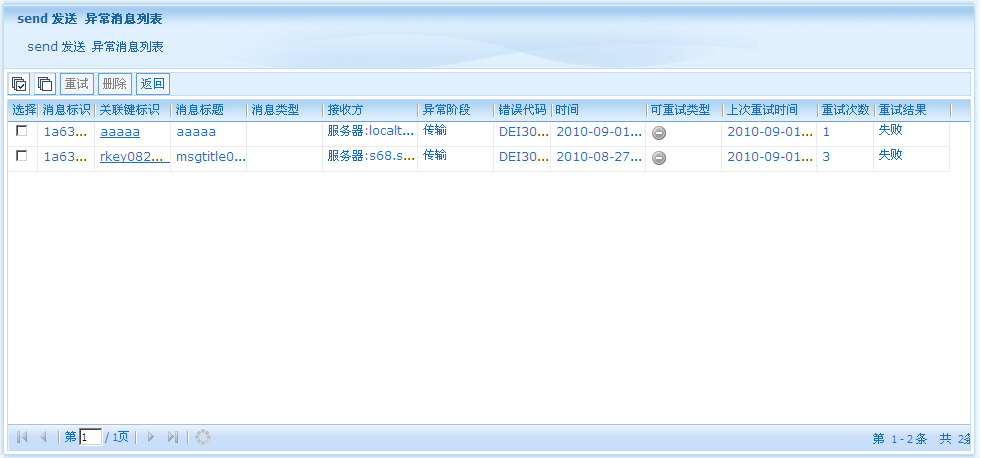 send 发送 异常消息列表
send 发送 异常消息列表
重试 删除 返回
选择 消息标识 关联键标识 消息标题 消息类型 接收方 异常阶段 错误代码 时间 可重试类型 上次重试时间 重试次数 重试结果
1a63... aaaaa aaaaa 服务器:localt... 传输 DEI30... 2010-09-01... 2010-09-01... 1 失败
1a63... rkey082... msgtitle0... 服务器:s68.s... 传输 DEI30... 2010-08-27... 2010-09-01... 3 失败
第 1 / 1页 第 1 - 2 条 共 2条